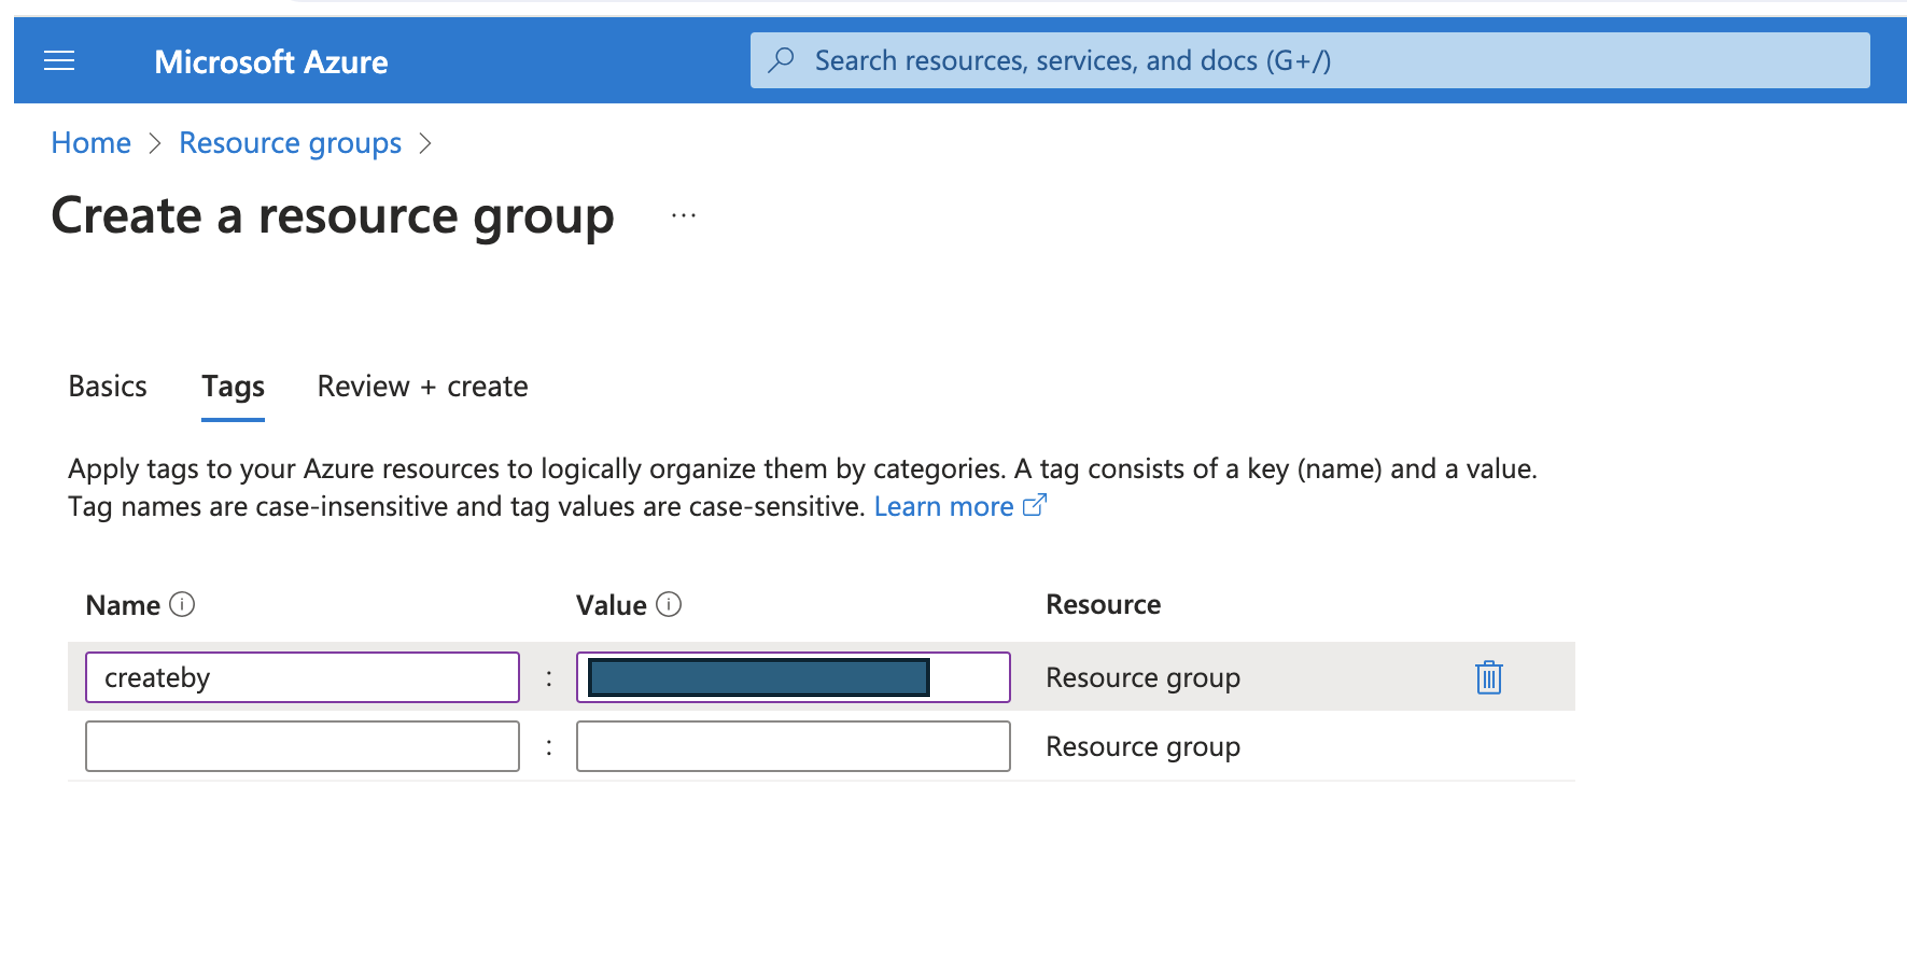 Microsoft Azure
Search resources, services, and docs (G+/)
Home > Resource groups >
Create a resource group ...
Basics Tags Review + create
Apply tags to your Azure resources to logically organize them by categories. A tag consists of a key (name) and a value.
Tag names are case-insensitive and tag values are case-sensitive. Learn more
Name Value Resource
createby : Resource group
: Resource group